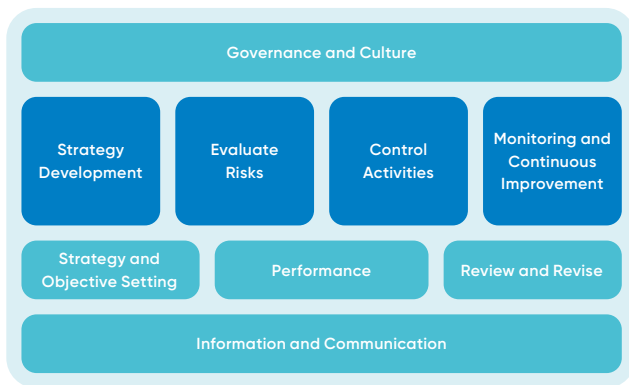 Governance and Culture
Strategy
Development
Evaluate
Risks
Control
Activities
Monitoring and
Continuous
Improvement
Strategy and
Objective Setting
Performance
Review and Revise
Information and Communication